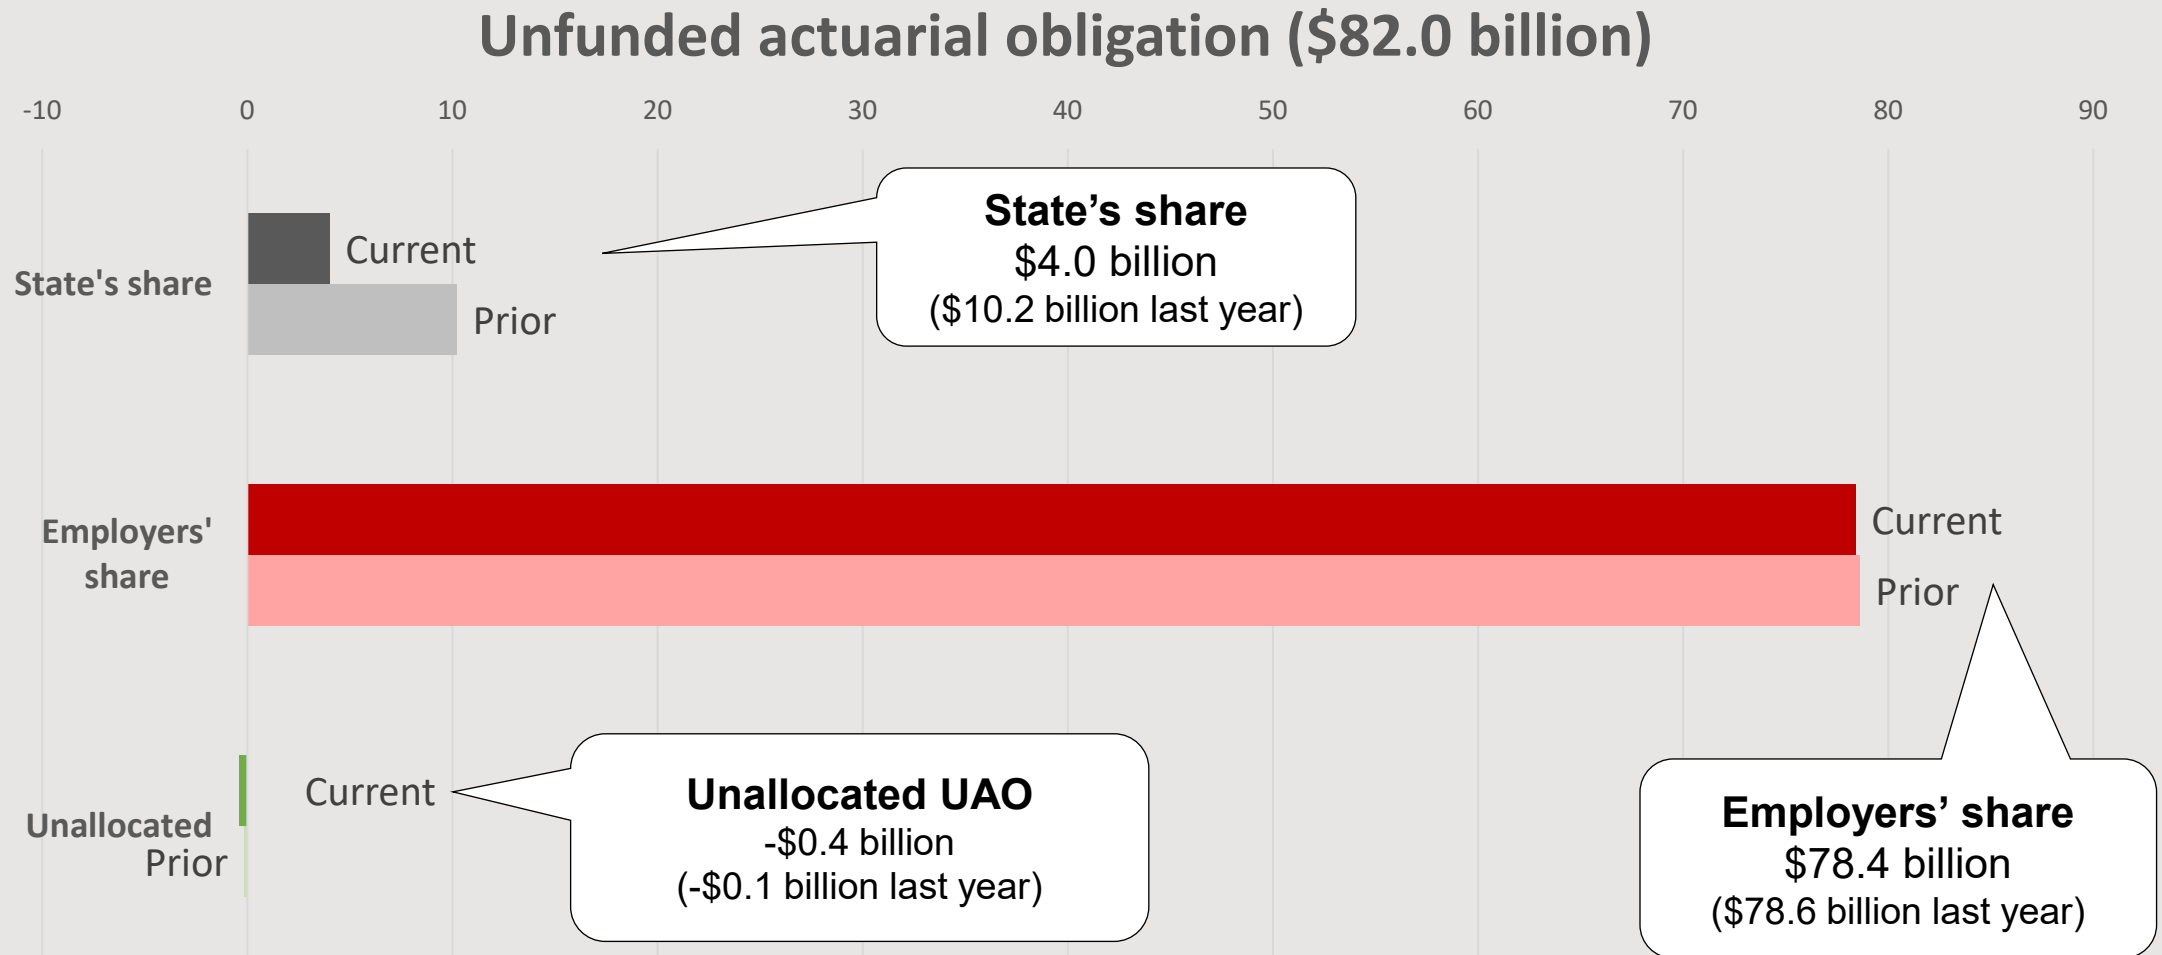 Unfunded actuarial obligation ($82.0 billion)
-10 0 10 20 30 40 50 60 70 80 90
State's share
Current
Prior
State’s share
$4.0 billion
($10.2 billion last year)
Employers'
share
Current
Prior
Employers’ share
$78.4 billion
($78.6 billion last year)
Unallocated
Current
Prior
Unallocated UAO
-$0.4 billion
(-$0.1 billion last year)